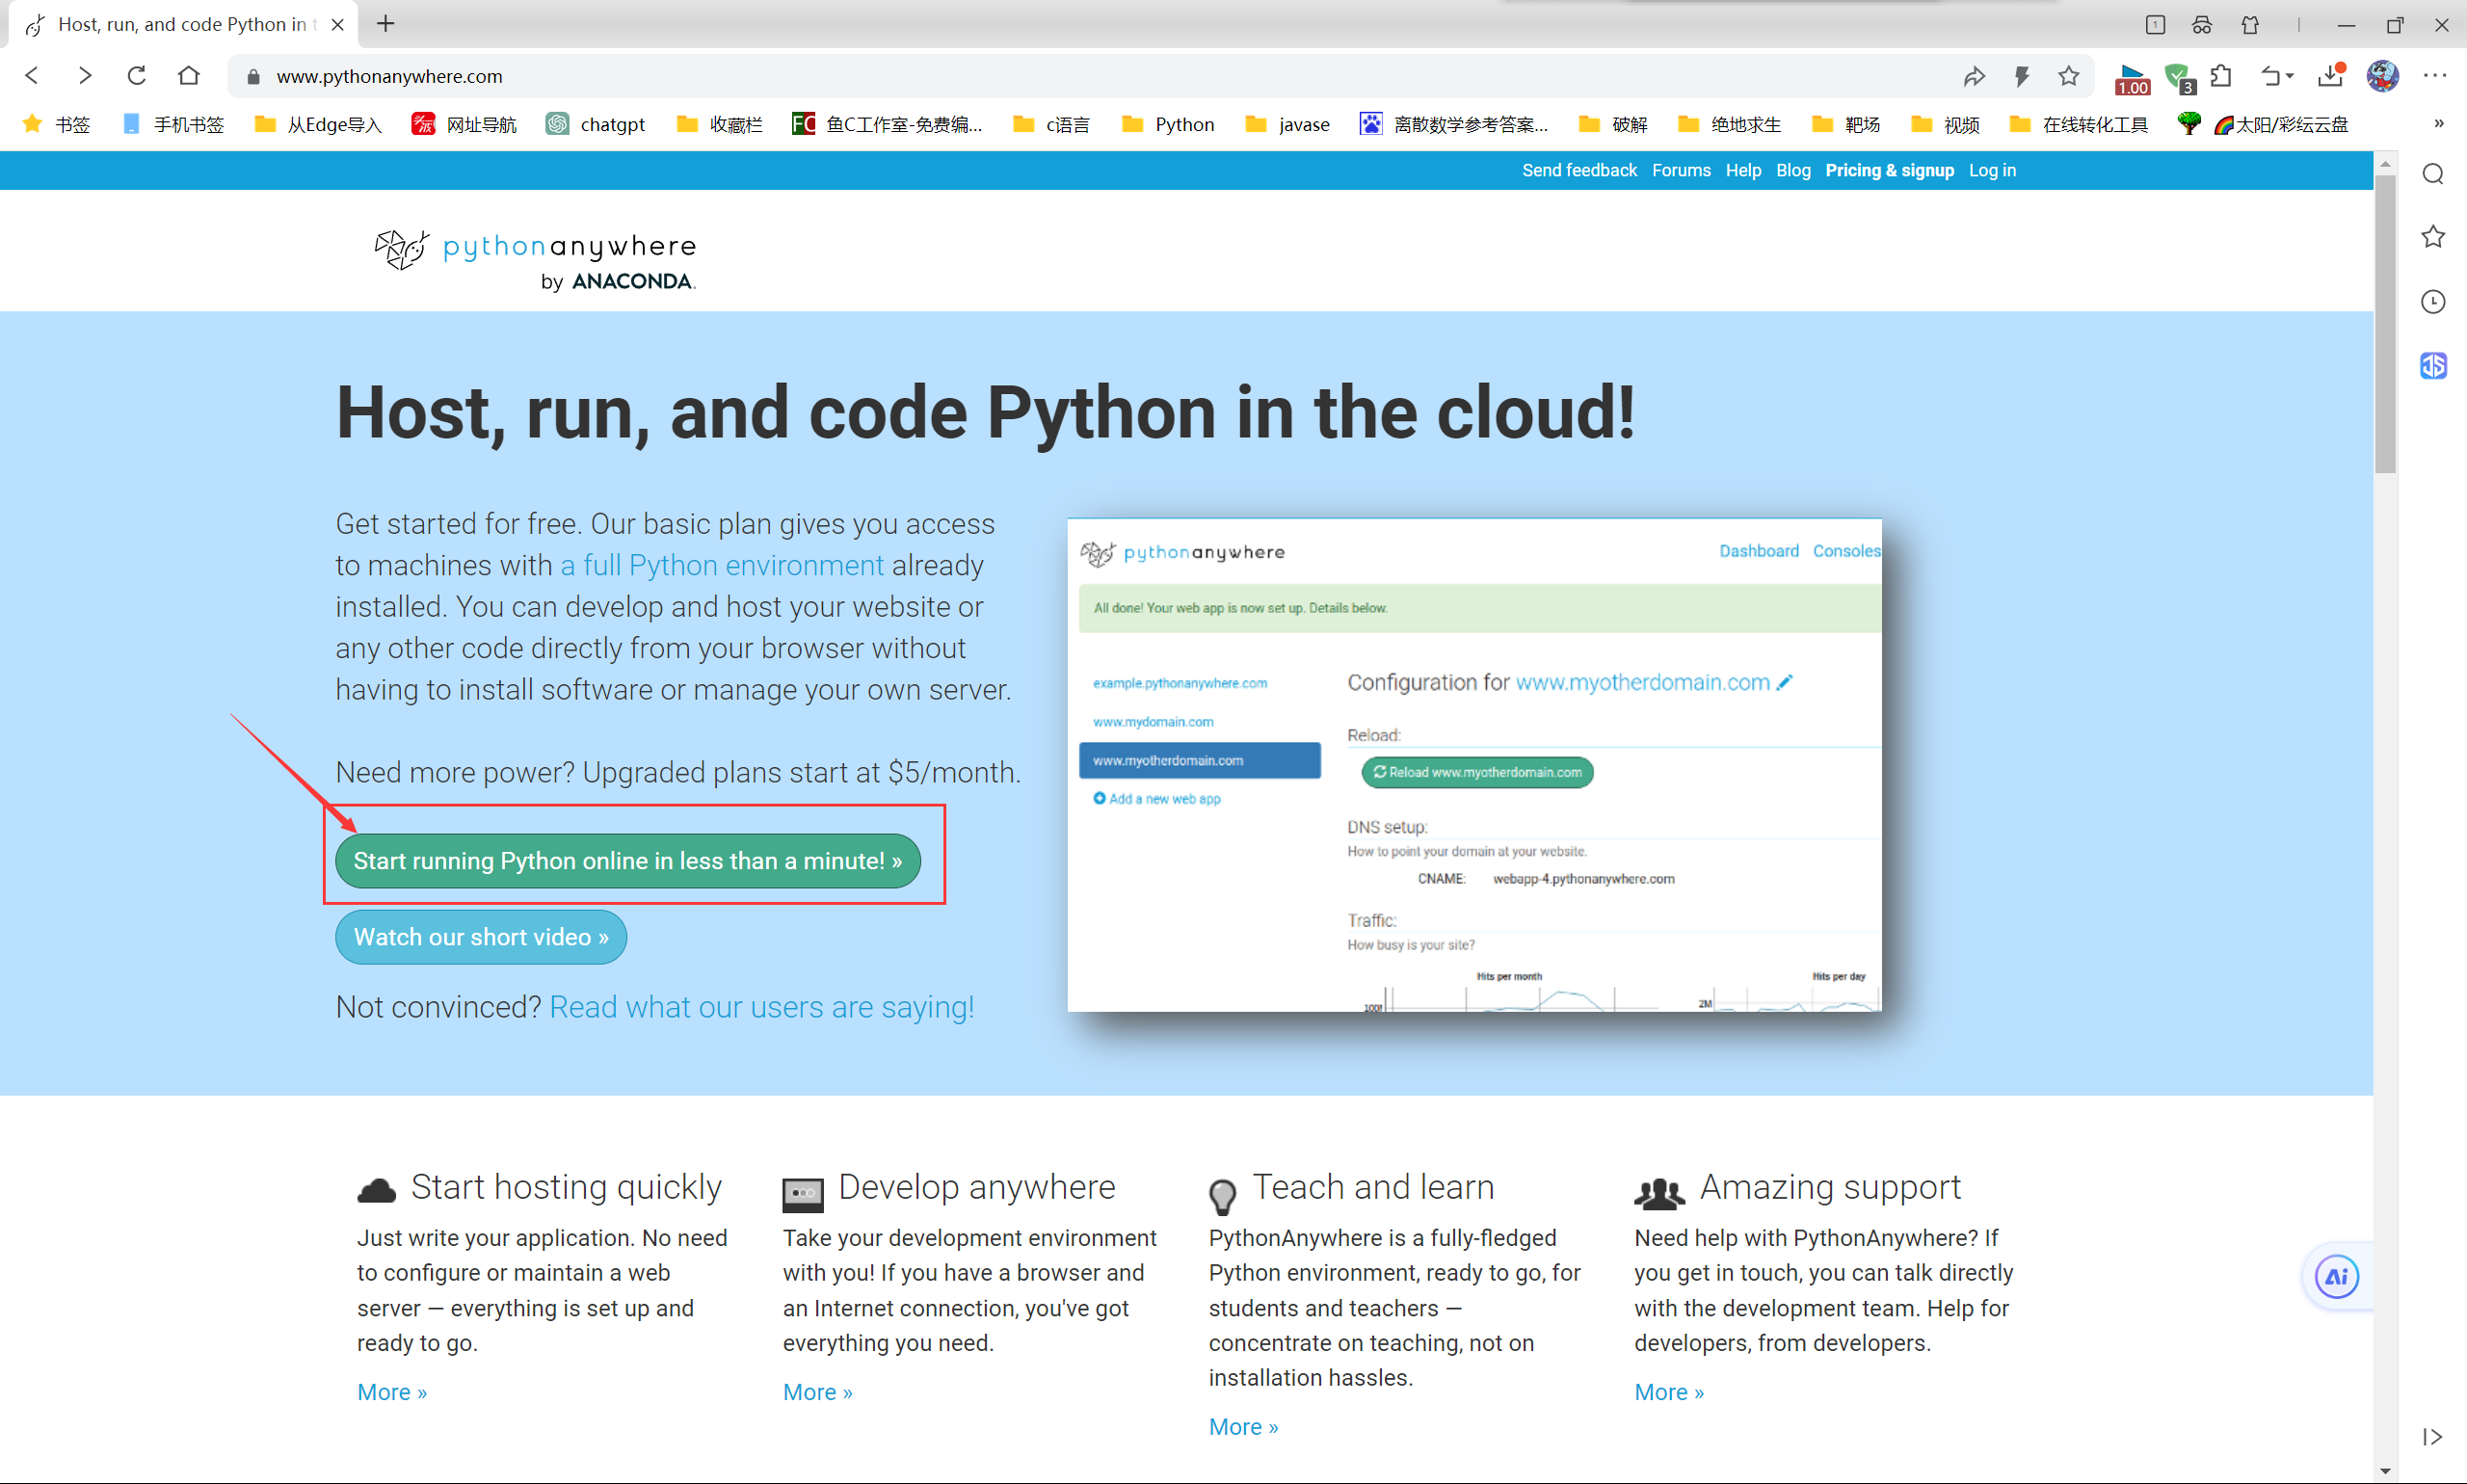 Host, run, and code Python in t
1
www.pythonanywhere.com
1.00
3
书签
手机书签
从Edge导入
网址导航
chatgpt
收藏栏
FC 鱼C工作室-免费编...
c语言
Python
javase
离散数学参考答案...
破解
绝地求生
靶场
视频
在线转化工具
太阳/彩纭云盘
»
Send feedback Forums Help Blog Pricing & signup Log in
pythonanywhere
by ANACONDA.
Host, run, and code Python in the cloud!
Get started for free. Our basic plan gives you access
to machines with a full Python environment already
installed. You can develop and host your website or
any other code directly from your browser without
having to install software or manage your own server.
Need more power? Upgraded plans start at $5/month.
Start running Python online in less than a minute! »
Watch our short video »
Not convinced? Read what our users are saying!
pythonanywhere
Dashboard Consoles
All done! Your web app is now set up. Details below.
example.pythonanywhere.com
www.mydomain.com
www.myotherdomain.com
Add a new web app
Configuration for www.myotherdomain.com
Reload:
Reload www.myotherdomain.com
DNS setup:
How to point your domain at your website.
CNAME: webapp-4.pythonanywhere.com
Traffic:
How busy is your site?
Hits per month
Hits per day
2M
Start hosting quickly
Just write your application. No need
to configure or maintain a web
server — everything is set up and
ready to go.
More »
Develop anywhere
Take your development environment
with you! If you have a browser and
an Internet connection, you've got
everything you need.
More »
Teach and learn
PythonAnywhere is a fully-fledged
Python environment, ready to go, for
students and teachers —
concentrate on teaching, not on
installation hassles.
More »
Amazing support
Need help with PythonAnywhere? If
you get in touch, you can talk directly
with the development team. Help for
developers, from developers.
More »
Ai